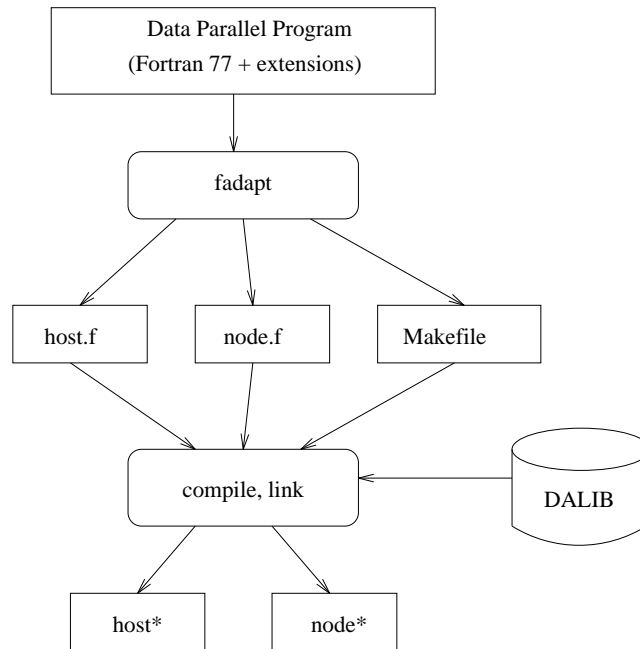 Data Parallel Program
(Fortran 77 + extensions)
fadapt
host.f
node.f
Makefile
compile, link
DALIB
host*
node*